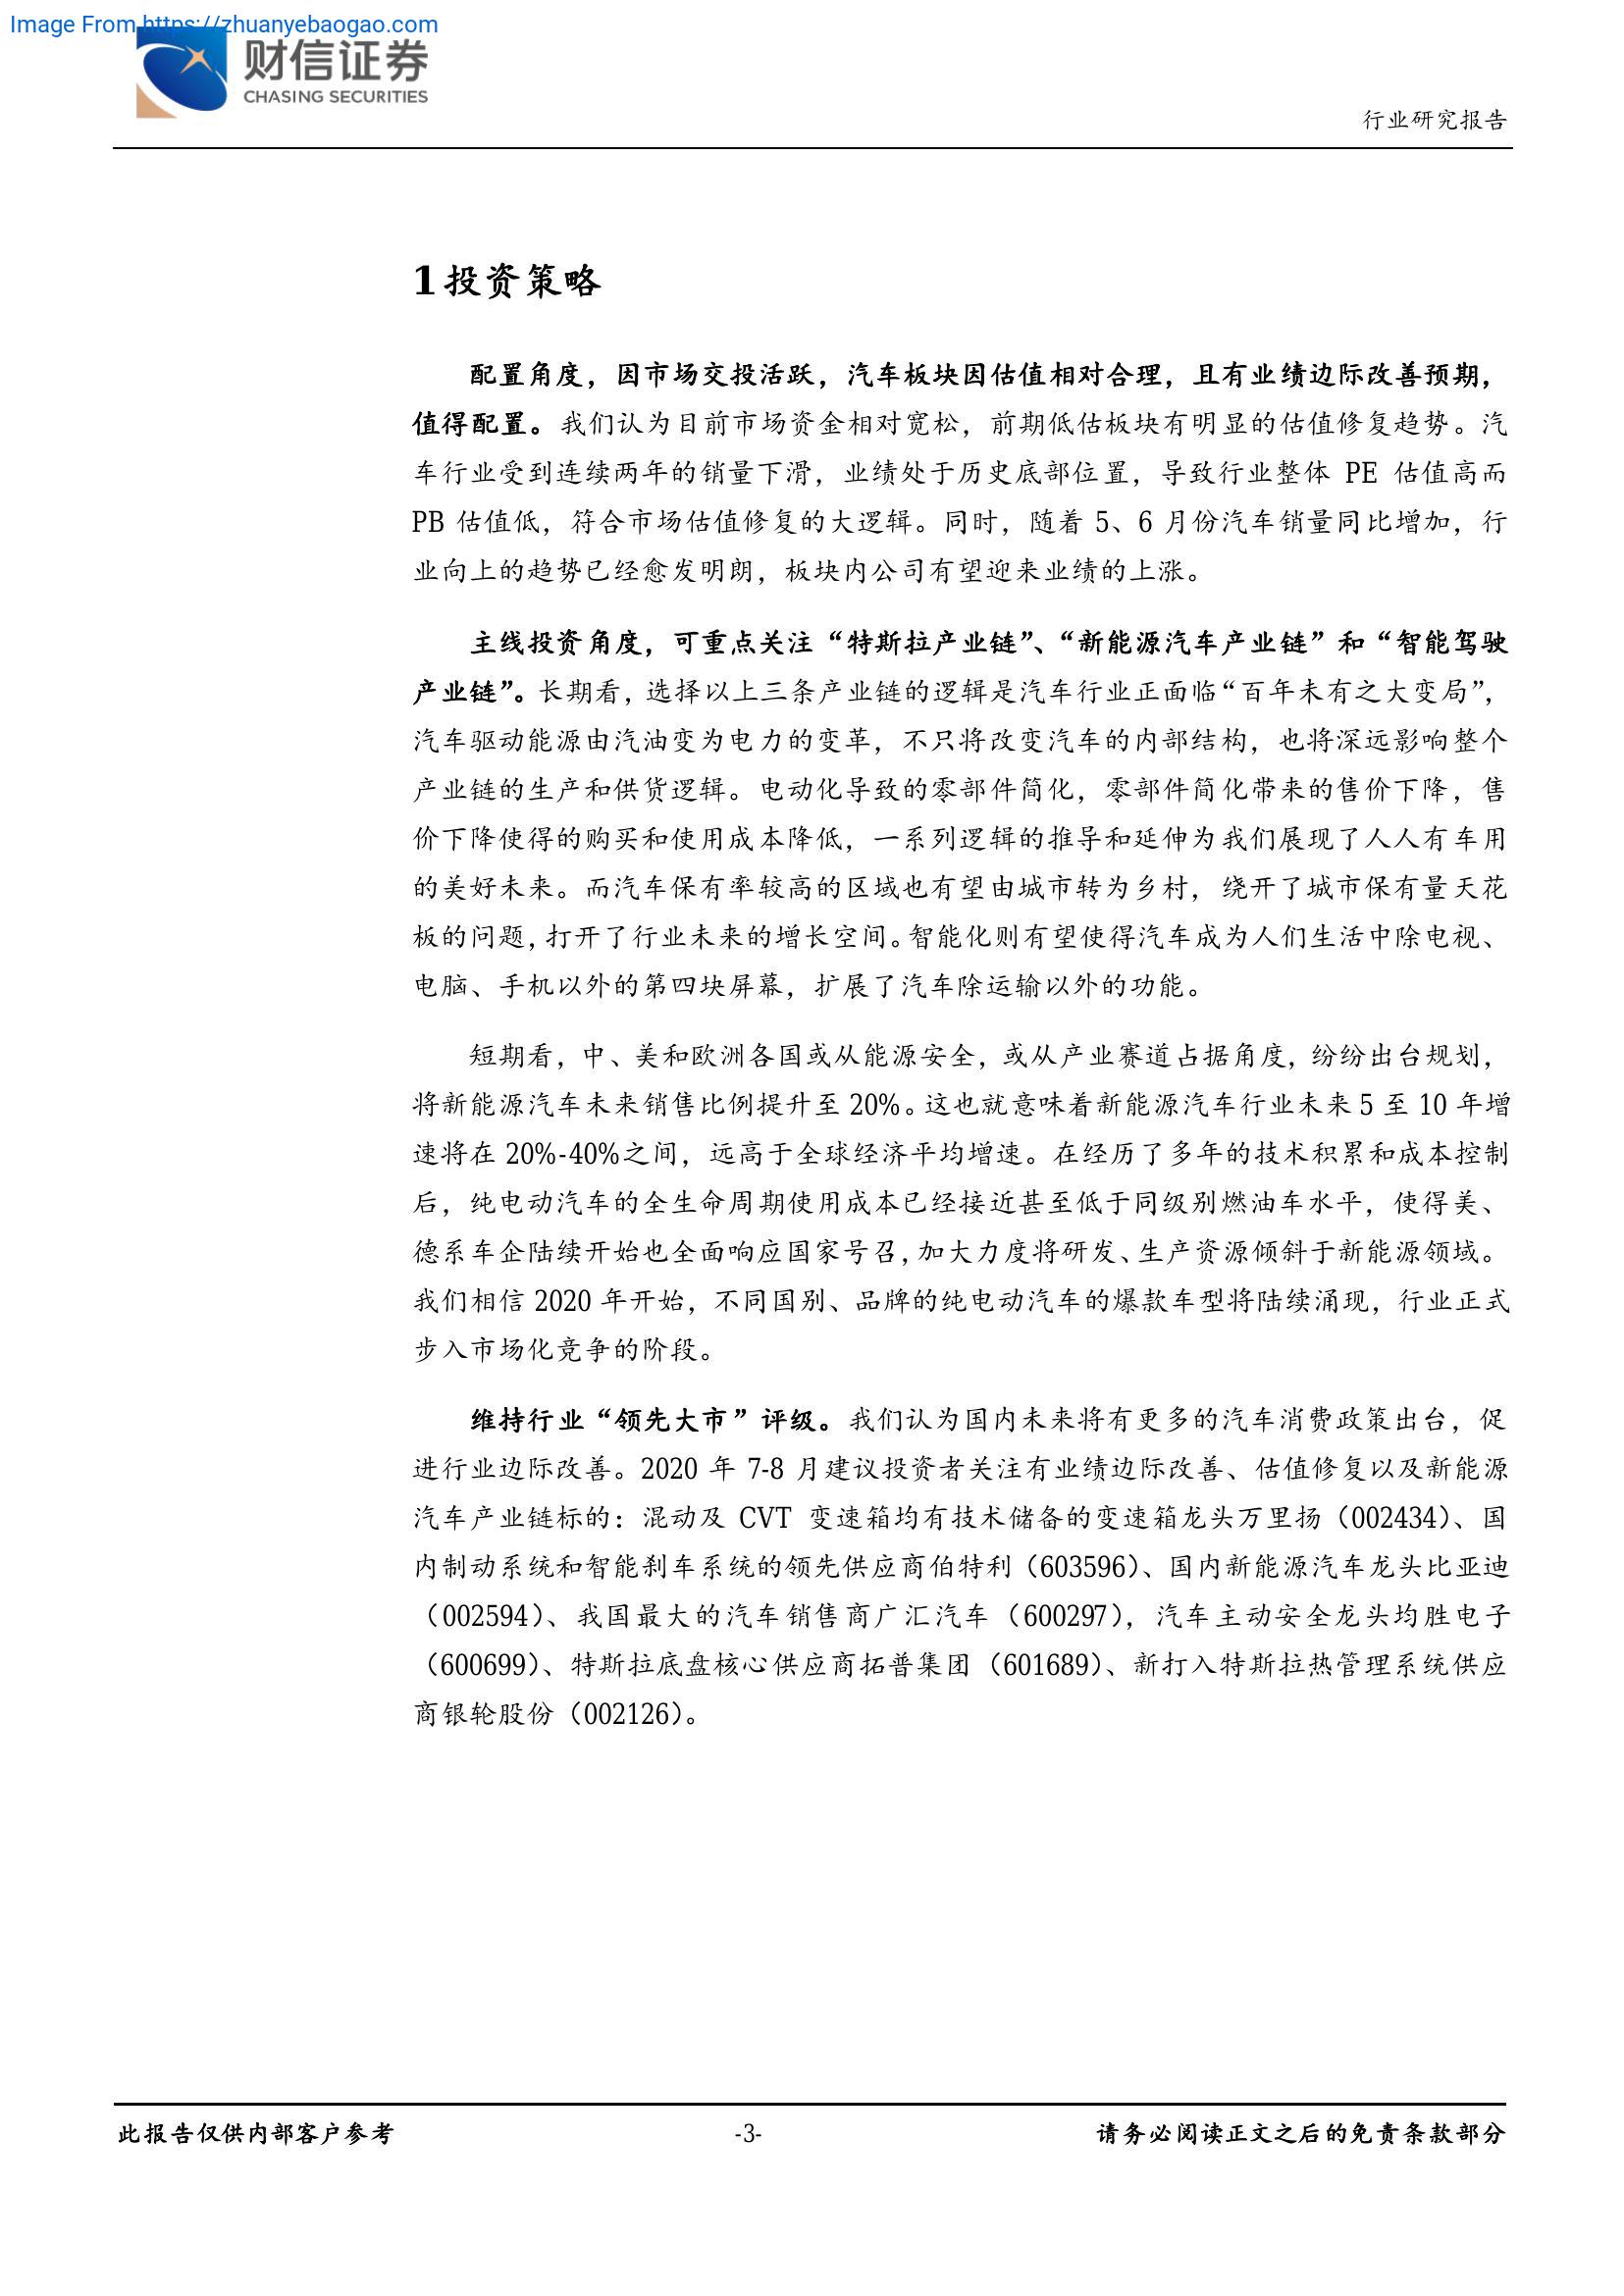 Image From https://zhuanyebaogao.com
财信证券
CHASING SECURITIES
行业研究报告
1投资策略
配置角度，因市场交投活跃，汽车板块因估值相对合理，且有业绩边际改善预期，
值得配置。我们认为目前市场资金相对宽松，前期低估板块有明显的估值修复趋势。汽
车行业受到连续两年的销量下滑，业绩处于历史底部位置，导致行业整体 PE 估值高而
PB 估值低，符合市场估值修复的大逻辑。同时，随着 5、6 月份汽车销量同比增加，行
业向上的趋势已经愈发明朗，板块内公司有望迎来业绩的上涨。
主线投资角度，可重点关注“特斯拉产业链”、“新能源汽车产业链”和“智能驾驶
产业链”。长期看，选择以上三条产业链的逻辑是汽车行业正面临“百年未有之大变局”，
汽车驱动能源由汽油变为电力的变革，不只将改变汽车的内部结构，也将深远影响整个
产业链的生产和供货逻辑。电动化导致的零部件简化，零部件简化带来的售价下降，售
价下降使得的购买和使用成本降低，一系列逻辑的推导和延伸为我们展现了人人有车用
的美好未来。而汽车保有率较高的区域也有望由城市转为乡村，绕开了城市保有量天花
板的问题，打开了行业未来的增长空间。智能化则有望使得汽车成为人们生活中除电视、
电脑、手机以外的第四块屏幕，扩展了汽车除运输以外的功能。
短期看，中、美和欧洲各国或从能源安全，或从产业赛道占据角度，纷纷出台规划，
将新能源汽车未来销售比例提升至 20%。这也就意味着新能源汽车行业未来 5 至 10 年增
速将在 20%-40%之间，远高于全球经济平均增速。在经历了多年的技术积累和成本控制
后，纯电动汽车的全生命周期使用成本已经接近甚至低于同级别燃油车水平，使得美、
德系车企陆续开始也全面响应国家号召，加大力度将研发、生产资源倾斜于新能源领域。
我们相信 2020 年开始，不同国别、品牌的纯电动汽车的爆款车型将陆续涌现，行业正式
步入市场化竞争的阶段。
维持行业“领先大市”评级。我们认为国内未来将有更多的汽车消费政策出台，促
进行业边际改善。2020 年 7-8 月建议投资者关注有业绩边际改善、估值修复以及新能源
汽车产业链标的：混动及 CVT 变速箱均有技术储备的变速箱龙头万里扬（002434）、国
内制动系统和智能刹车系统的领先供应商伯特利（603596）、国内新能源汽车龙头比亚迪
（002594）、我国最大的汽车销售商广汇汽车（600297），汽车主动安全龙头均胜电子
（600699）、特斯拉底盘核心供应商拓普集团（601689）、新打入特斯拉热管理系统供应
商银轮股份（002126）。
此报告仅供内部客户参考
-3-
请务必阅读正文之后的免责条款部分